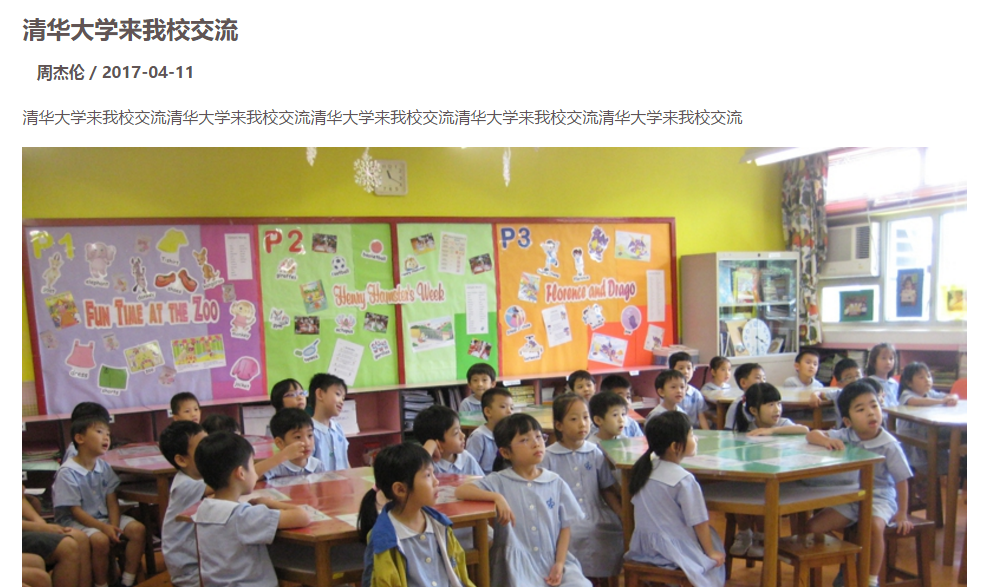 清华大学来我校交流
周杰伦 / 2017-04-11
清华大学来我校交流清华大学来我校交流清华大学来我校交流清华大学来我校交流清华大学来我校交流
P1
P2
P3
FUN TIME AT THE ZOO
Henry Hamster's Week
Florence and Drago